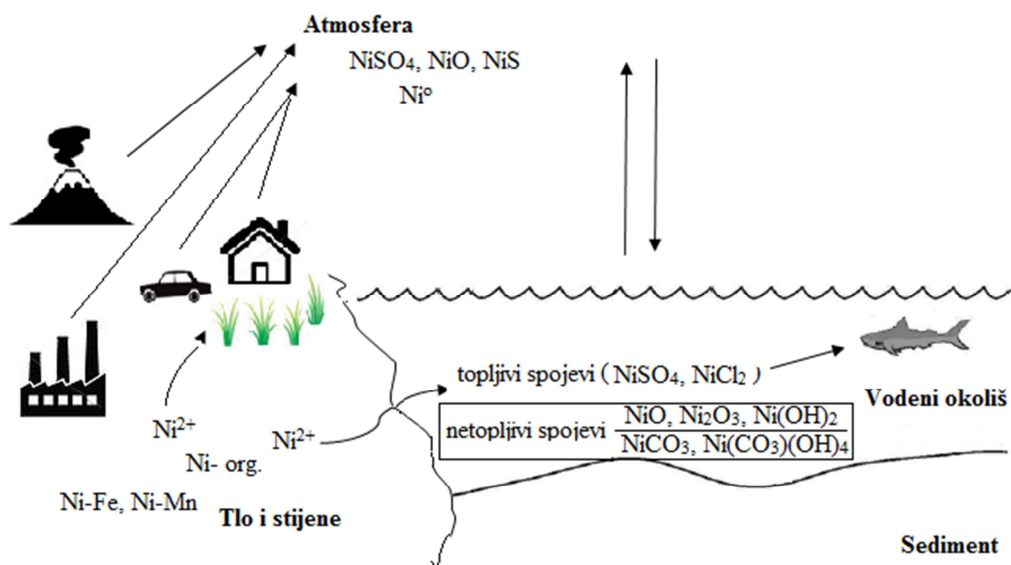 Atmosfera
NiSO₄, NiO, NiS
Niᵒ
topljivi spojevi ( NiSO₄, NiCl₂ )
Vodeni okoliš
netopljivi spojevi NiO, Ni₂O₃, Ni(OH)₂
NiCO₃, Ni(CO₃)(OH)₄
Ni²⁺
Ni²⁺
Ni- org.
Ni-Fe, Ni-Mn
Tlo i stijene
Sediment